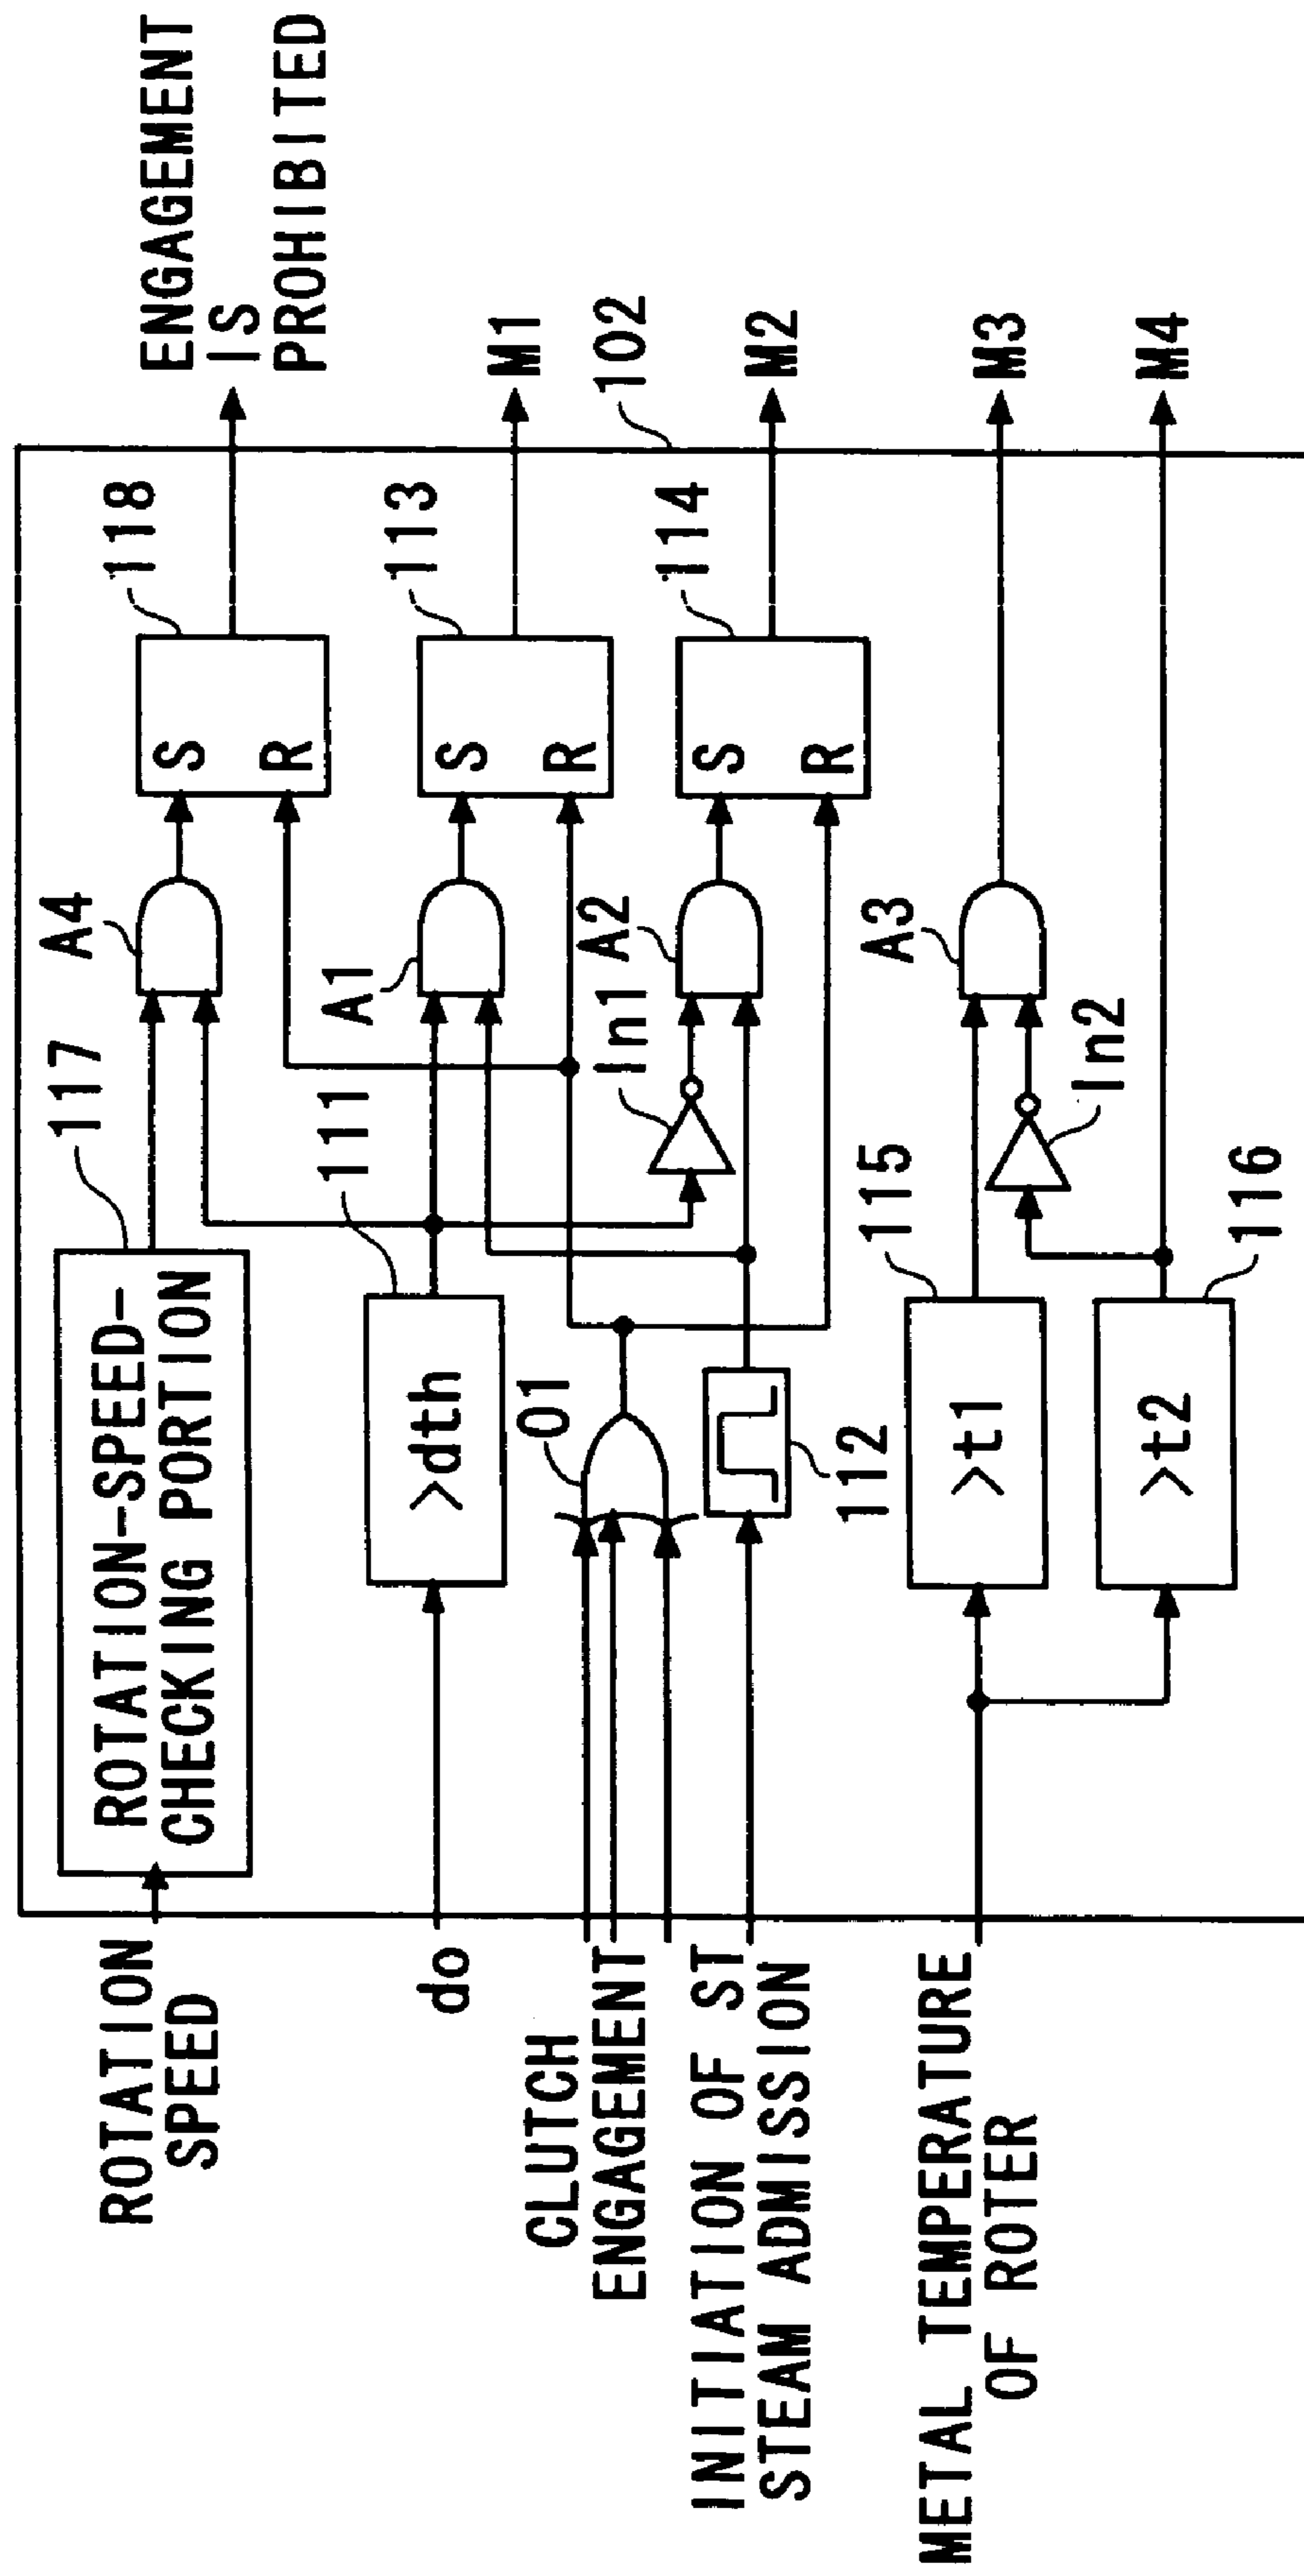 ROTATION
SPEED
do
CLUTCH
ENGAGEMENT
INITIATION OF ST
STEAM ADMISSION
METAL TEMPERATURE
OF ROTER
ROTATION-SPEED-
CHECKING PORTION
117
>dth
111
O1
112
>t1
115
>t2
116
A4
A1
In1
A2
A3
In2
S
R
118
S
R
113
S
R
114
102
ENGAGEMENT
IS
PROHIBITED
M1
M2
M3
M4